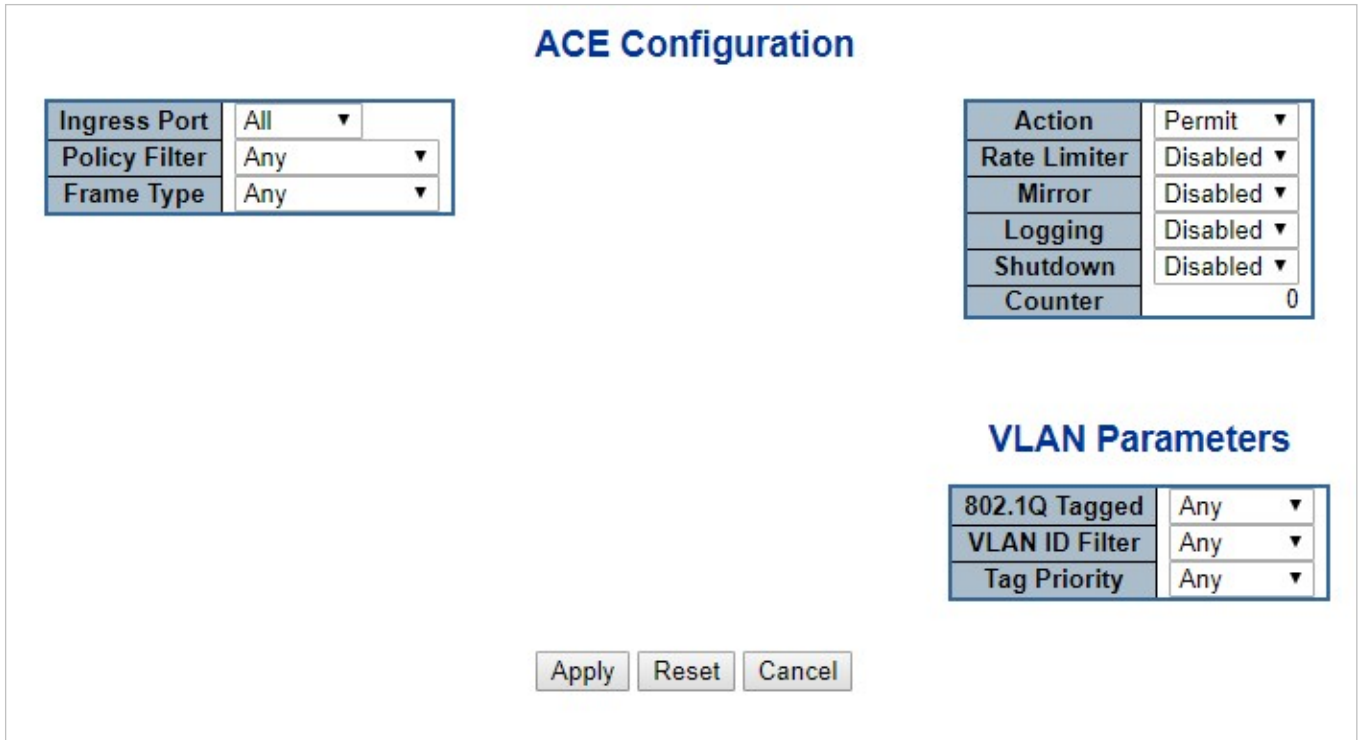 ACE Configuration
Ingress Port All
Policy Filter Any
Frame Type Any
Action Permit
Rate Limiter Disabled
Mirror Disabled
Logging Disabled
Shutdown Disabled
Counter 0
VLAN Parameters
802.1Q Tagged Any
VLAN ID Filter Any
Tag Priority Any
Apply Reset Cancel